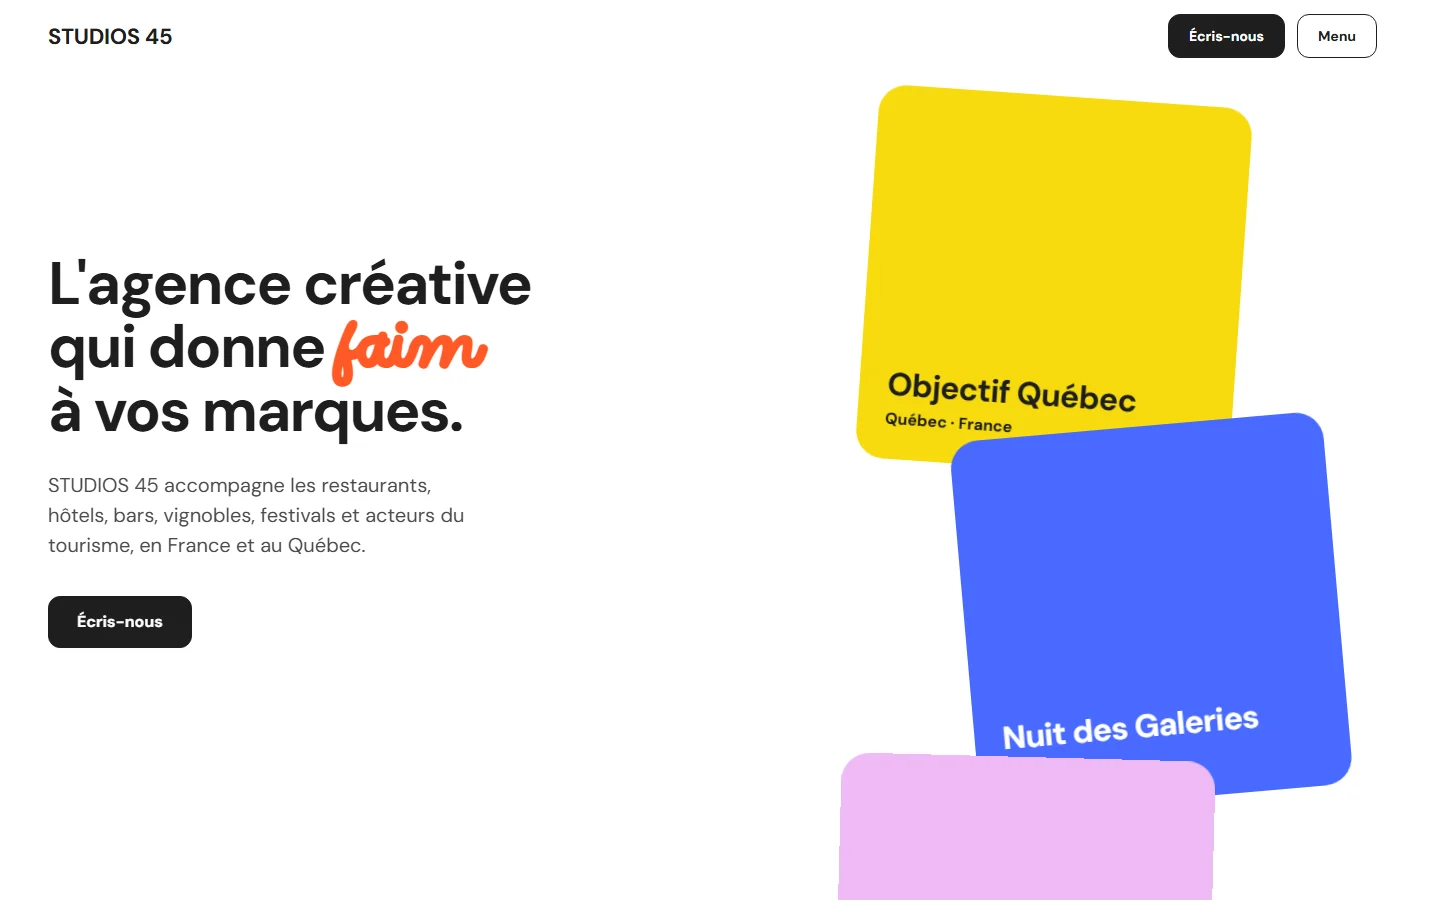 STUDIOS 45
Écris-nous
Menu
L'agence créative
qui donne faim
à vos marques.
STUDIOS 45 accompagne les restaurants,
hôtels, bars, vignobles, festivals et acteurs du
tourisme, en France et au Québec.
Écris-nous
Objectif Québec
Québec · France
Nuit des Galeries